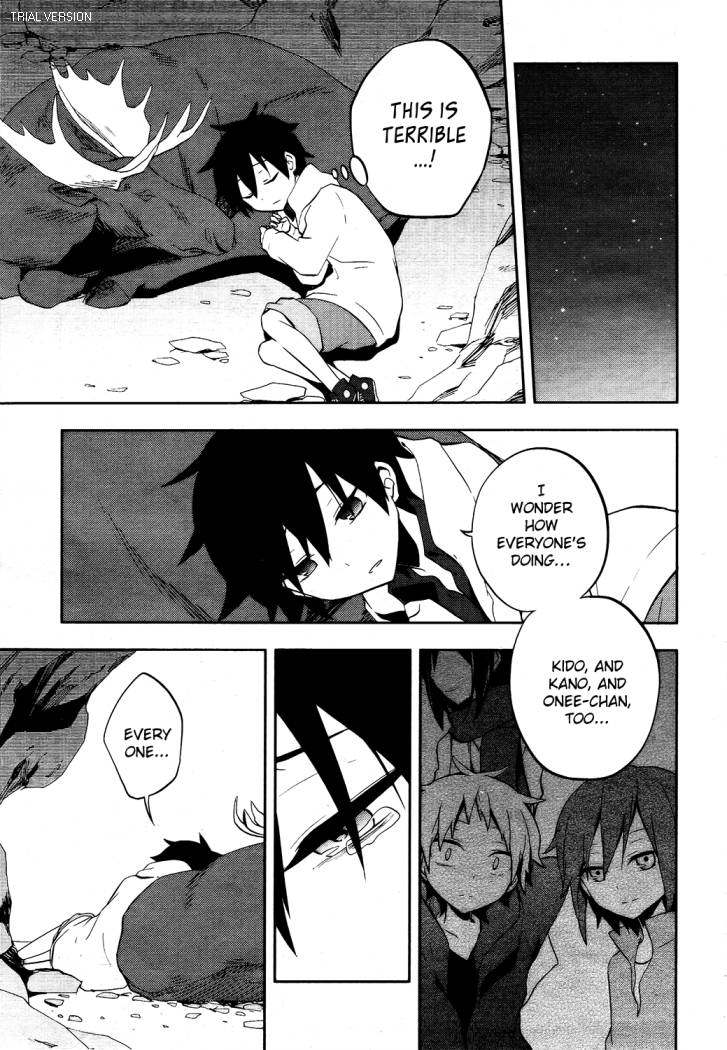 TRIAL VERSION
THIS IS
TERRIBLE
...!
I
WONDER
HOW
EVERYONE'S
DOING...
KIDO, AND
KANO, AND
ONEE-CHAN,
TOO...
EVERY
ONE...